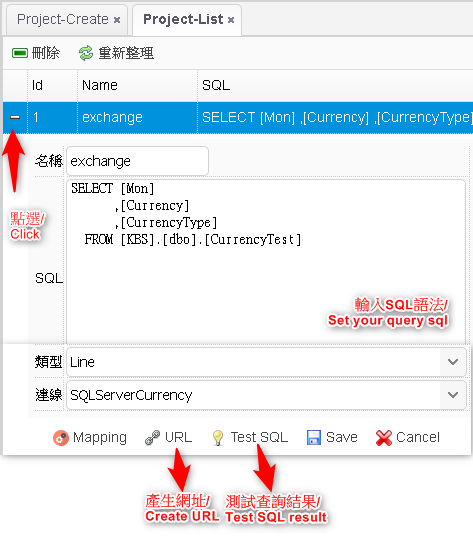 Project-Create × Project-List ×
刪除 重新整理
Id Name SQL
1 exchange SELECT [Mon] ,[Currency] ,[CurrencyType]
名稱 exchange
點選/
Click
SQL
SELECT [Mon]
,[Currency]
,[CurrencyType]
FROM [KBS].[dbo].[CurrencyTest]
輸入SQL語法/
Set your query sql
類型 Line
連線 SQLServerCurrency
Mapping URL Test SQL Save Cancel
產生網址/
Create URL
測試查詢結果/
Test SQL result